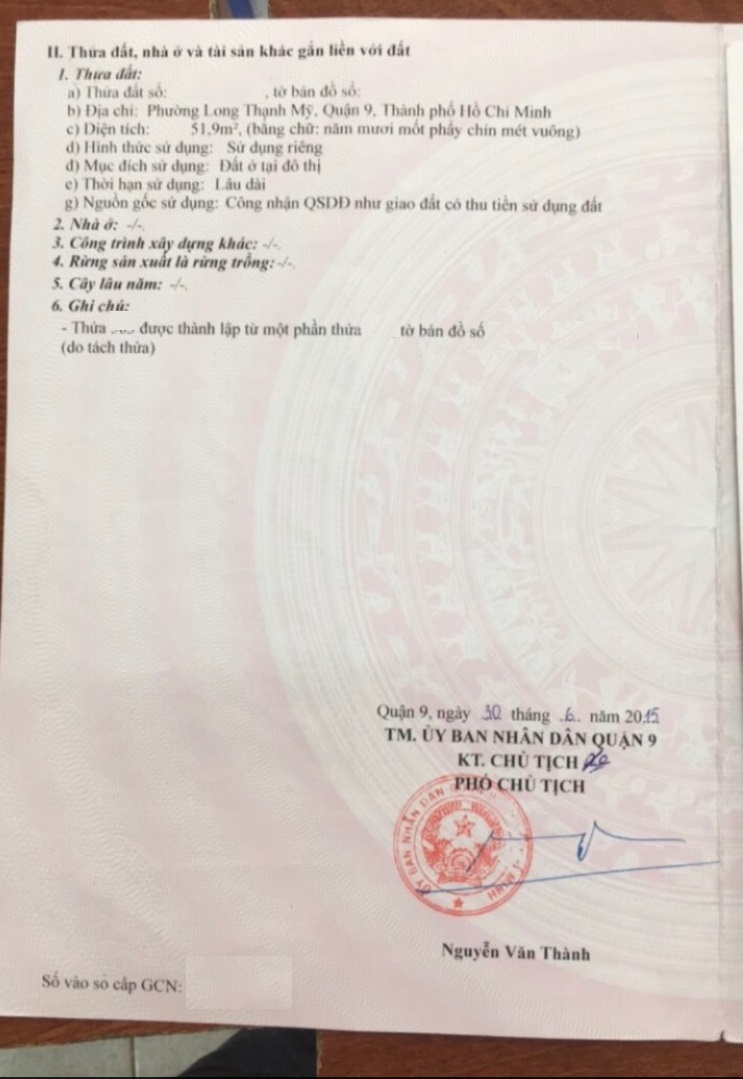 II. Thửa đất, nhà ở và tài sản khác gắn liền với đất
1. Thửa đất:
a) Thửa đất số: , tờ bản đồ số:
b) Địa chỉ: Phường Long Thạnh Mỹ, Quận 9, Thành phố Hồ Chí Minh
c) Diện tích: 51,9m², (bằng chữ: năm mươi mốt phẩy chín mét vuông)
d) Hình thức sử dụng: Sử dụng riêng
đ) Mục đích sử dụng: Đất ở tại đô thị
e) Thời hạn sử dụng: Lâu dài
g) Nguồn gốc sử dụng: Công nhận QSDĐ như giao đất có thu tiền sử dụng đất
2. Nhà ở: -/-.
3. Công trình xây dựng khác: -/-.
4. Rừng sản xuất là rừng trồng: -/-.
5. Cây lâu năm: -/-.
6. Ghi chú:
- Thửa được thành lập từ một phần thửa tờ bản đồ số
(do tách thửa)
Quận 9, ngày 30 tháng .6.. năm 2015
TM. ỦY BAN NHÂN DÂN QUẬN 9
KT. CHỦ TỊCH
PHÓ CHỦ TỊCH
ỦY BAN NHÂN DÂN
Nguyễn Văn Thành
Số vào sổ cấp GCN: